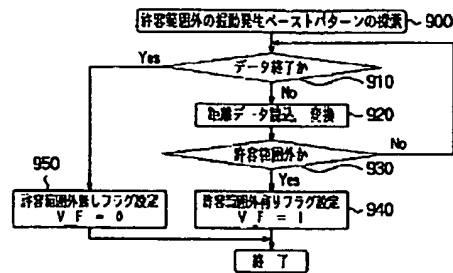 許容範囲外の振動発生ペーストパターンの探索
900
Yes
データ終了か
910
No
距離データ読込 変換
920
許容範囲外か
No
930
950
Yes
許容範囲外無しフラグ設定
VF = 0
許容範囲外有りフラグ設定
VF = 1
940
終了